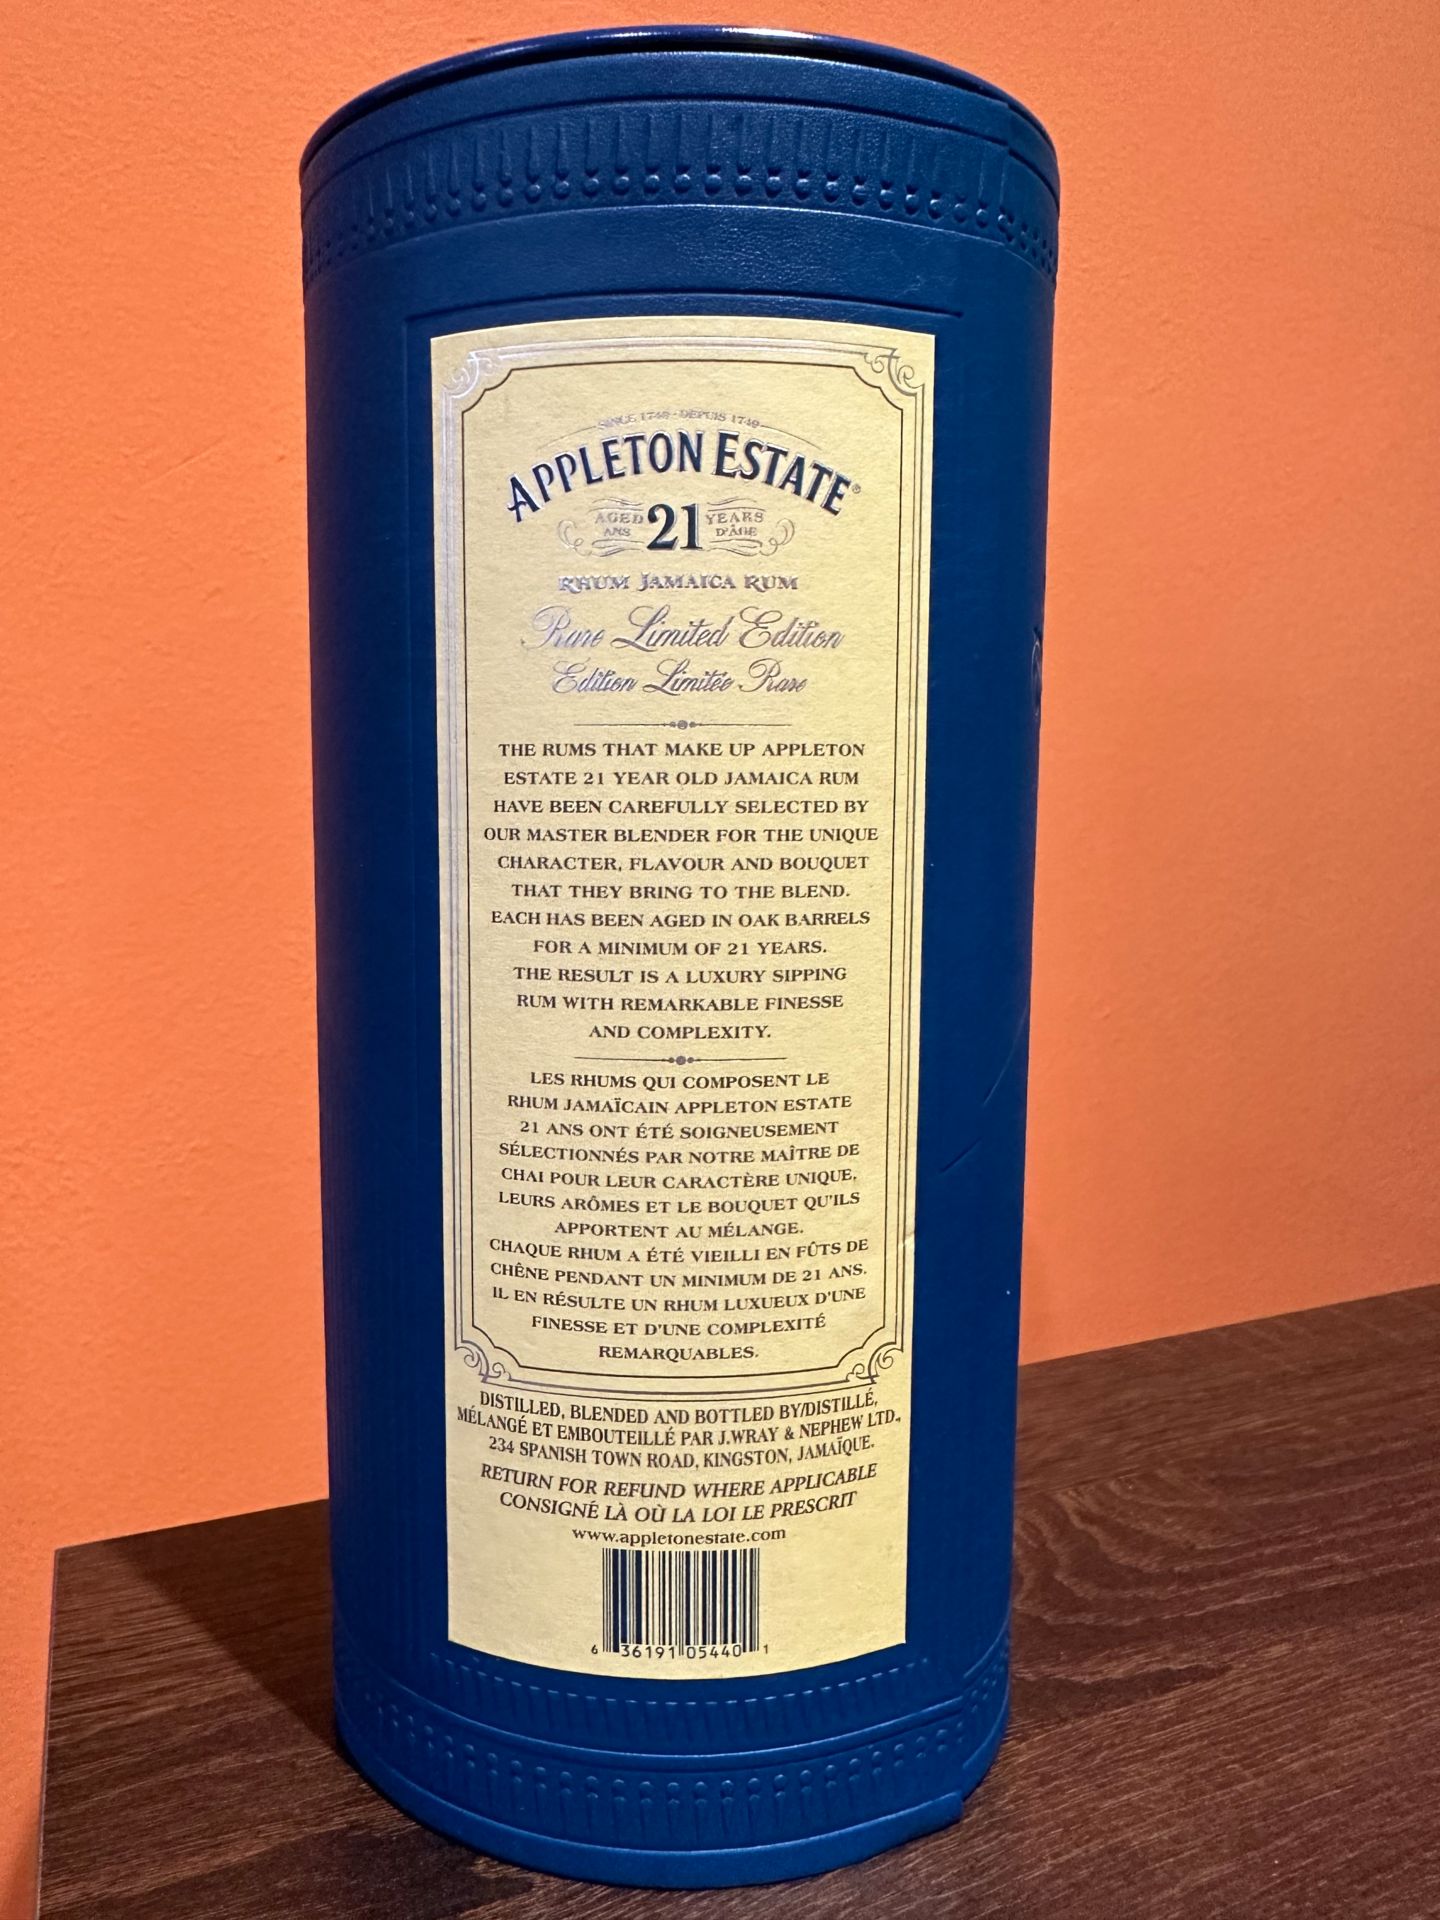 SINCE 1749 - DEPUIS 1749
APPLETON ESTATE®
AGED 21 YEARS
ANS D'ÂGE
RHUM JAMAICA RUM
Rare Limited Edition
Edition Limitée Rare
THE RUMS THAT MAKE UP APPLETON
ESTATE 21 YEAR OLD JAMAICA RUM
HAVE BEEN CAREFULLY SELECTED BY
OUR MASTER BLENDER FOR THE UNIQUE
CHARACTER, FLAVOUR AND BOUQUET
THAT THEY BRING TO THE BLEND.
EACH HAS BEEN AGED IN OAK BARRELS
FOR A MINIMUM OF 21 YEARS.
THE RESULT IS A LUXURY SIPPING
RUM WITH REMARKABLE FINESSE
AND COMPLEXITY.
LES RHUMS QUI COMPOSENT LE
RHUM JAMAÏCAIN APPLETON ESTATE
21 ANS ONT ÉTÉ SOIGNEUSEMENT
SÉLECTIONNÉS PAR NOTRE MAÎTRE DE
CHAI POUR LEUR CARACTÈRE UNIQUE,
LEURS ARÔMES ET LE BOUQUET QU'ILS
APPORTENT AU MÉLANGE.
CHAQUE RHUM A ÉTÉ VIEILLI EN FÛTS DE
CHÊNE PENDANT UN MINIMUM DE 21 ANS.
IL EN RÉSULTE UN RHUM LUXUEUX D'UNE
FINESSE ET D'UNE COMPLEXITÉ
REMARQUABLES.
DISTILLED, BLENDED AND BOTTLED BY/DISTILLÉ,
MÉLANGÉ ET EMBOUTEILLÉ PAR J.WRAY & NEPHEW LTD.,
234 SPANISH TOWN ROAD, KINGSTON, JAMAÏQUE.
RETURN FOR REFUND WHERE APPLICABLE
CONSIGNÉ LÀ OÙ LA LOI LE PRESCRIT
www.appletonestate.com
6 36191 05440 1